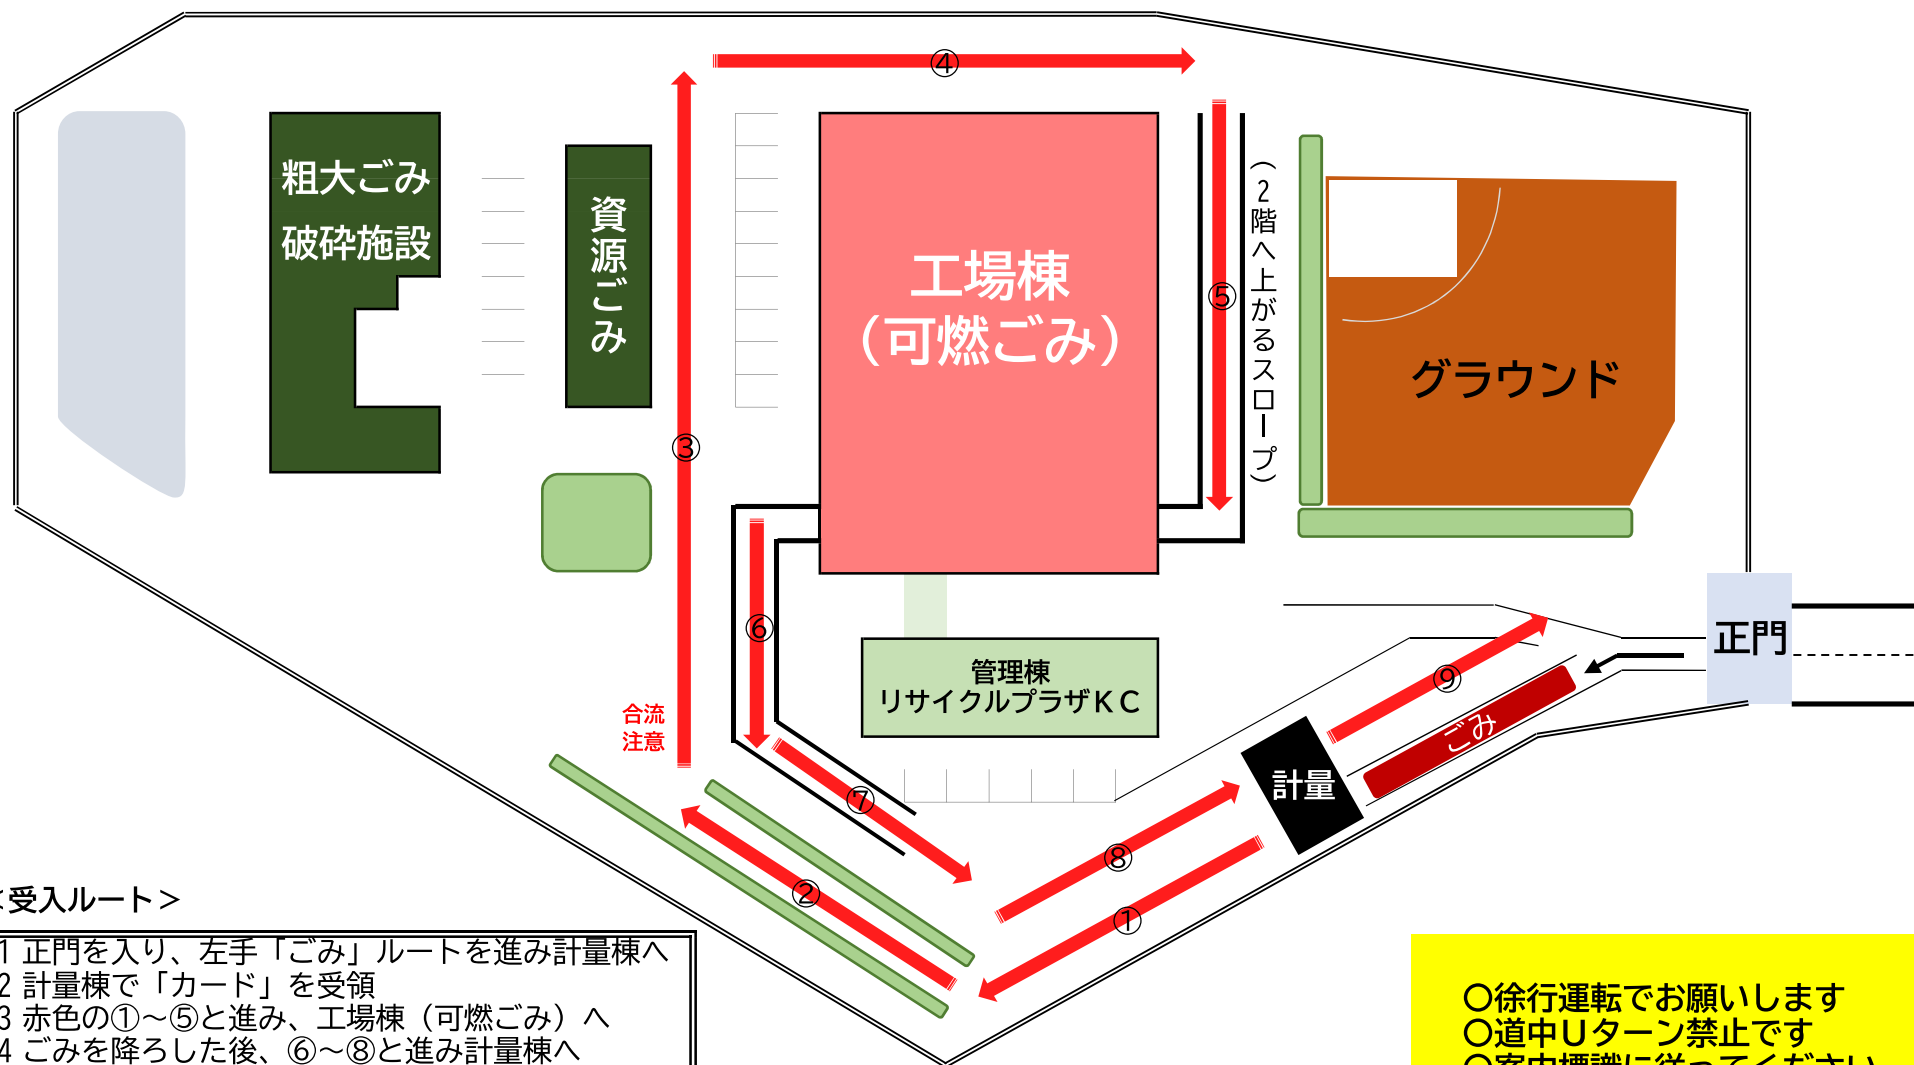 ④
粗大ごみ
破砕施設
資源ごみ
工場棟
（可燃ごみ）
⑤
（２階へ上がるスロープ）
グラウンド
③
⑥
正門
管理棟
リサイクルプラザＫＣ
⑨
ごみ
合流
注意
計量
⑦
⑧
②
①
＜受入ルート＞
1 正門を入り、左手「ごみ」ルートを進み計量棟へ
2 計量棟で「カード」を受領
3 赤色の①～⑤と進み、工場棟（可燃ごみ）へ
4 ごみを降ろした後、⑥～⑧と進み計量棟へ
〇徐行運転でお願いします
〇道中Ｕターン禁止です